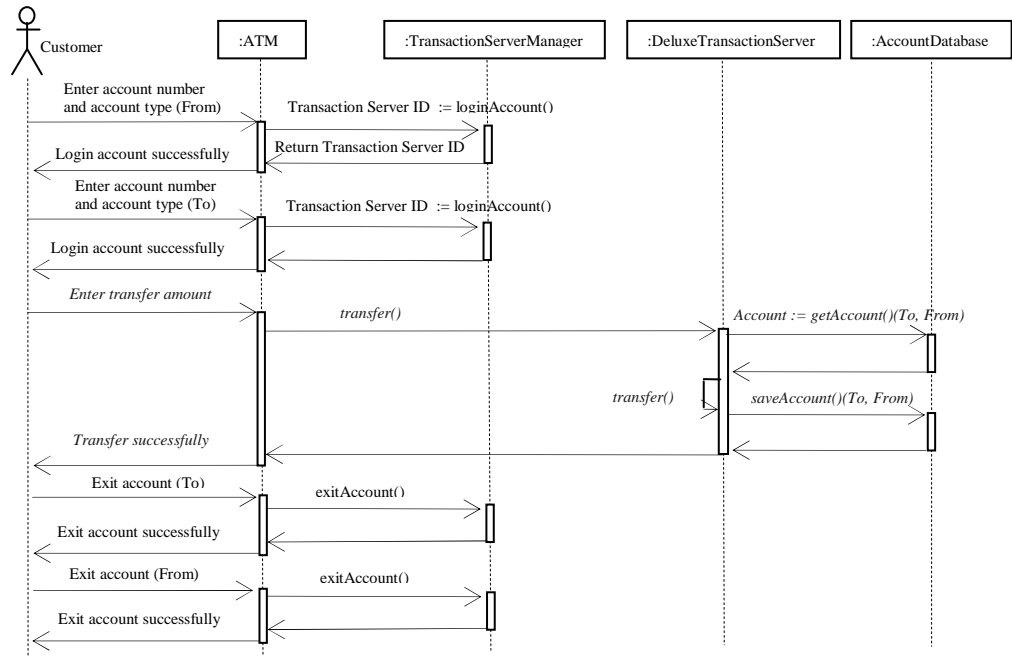 Customer
:ATM
:TransactionServerManager
:DeluxeTransactionServer
:AccountDatabase
Enter account number
and account type (From)
Transaction Server ID := loginAccount()
Login account successfully
Return Transaction Server ID
Enter account number
and account type (To)
Transaction Server ID := loginAccount()
Login account successfully
Enter transfer amount
transfer()
Account := getAccount()(To, From)
transfer()
saveAccount()(To, From)
Transfer successfully
Exit account (To)
exitAccount()
Exit account successfully
Exit account (From)
exitAccount()
Exit account successfully